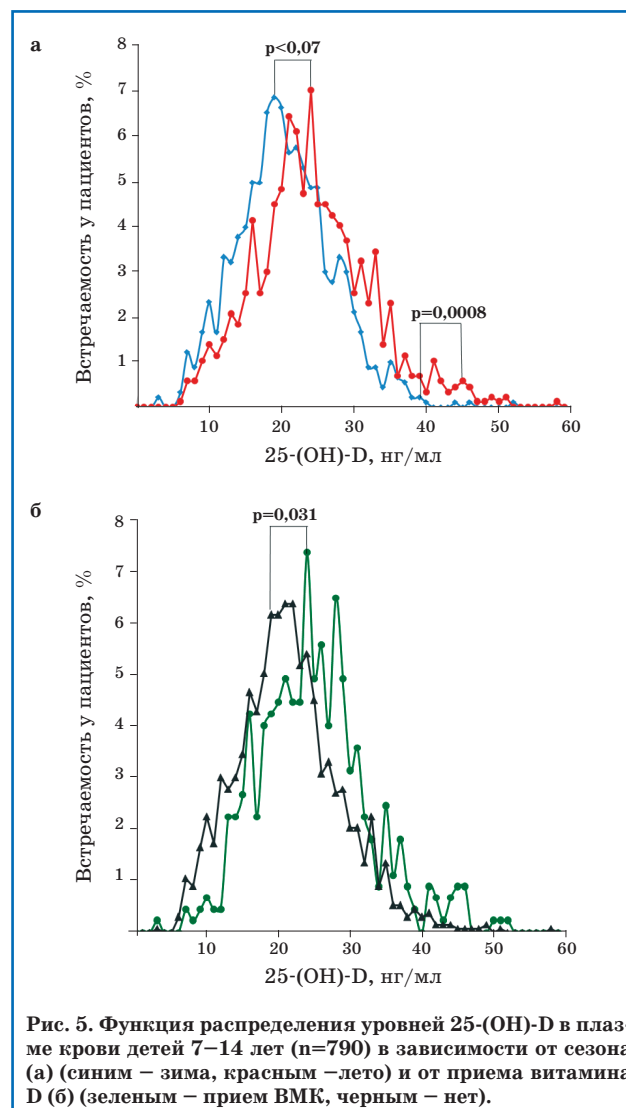 а
p<0,07
8
7
6
5
4
3
2
1
Встречаемость у пациентов, %
p=0,0008
10 20 30 40 50 60
25-(OH)-D, нг/мл
б
p=0,031
8
7
6
5
4
3
2
1
Встречаемость у пациентов, %
10 20 30 40 50 60
25-(OH)-D, нг/мл
Рис. 5. Функция распределения уровней 25-(OH)-D в плаз-
ме крови детей 7–14 лет (n=790) в зависимости от сезона
(а) (синим – зима, красным –лето) и от приема витамина
D (б) (зеленым – прием ВМК, черным – нет).